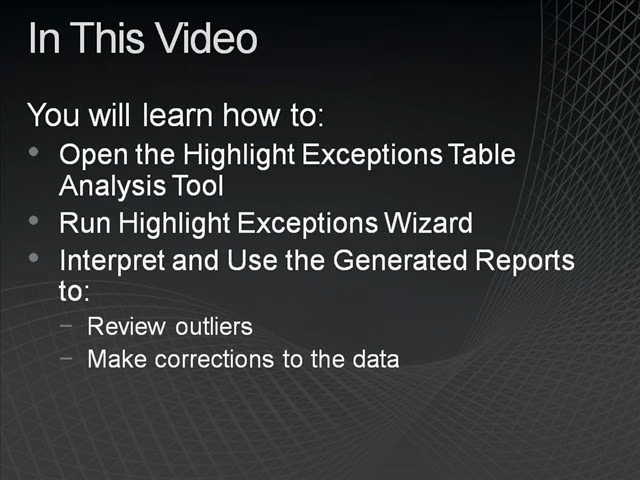 In This Video
You will learn how to:
• Open the Highlight Exceptions Table
Analysis Tool
• Run Highlight Exceptions Wizard
• Interpret and Use the Generated Reports
to:
– Review outliers
– Make corrections to the data